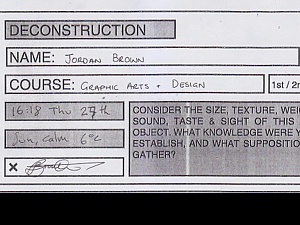 DECONSTRUCTION
NAME: JORDAN BROWN
COURSE: GRAPHIC ARTS + DESIGN
1st / 2n
16:18 Thu 27th
Sun, Calm 6°C
X
CONSIDER THE SIZE, TEXTURE, WEI
SOUND, TASTE & SIGHT OF THIS
OBJECT. WHAT KNOWLEDGE WERE Y
ESTABLISH, AND WHAT SUPPOSITIO
GATHER?